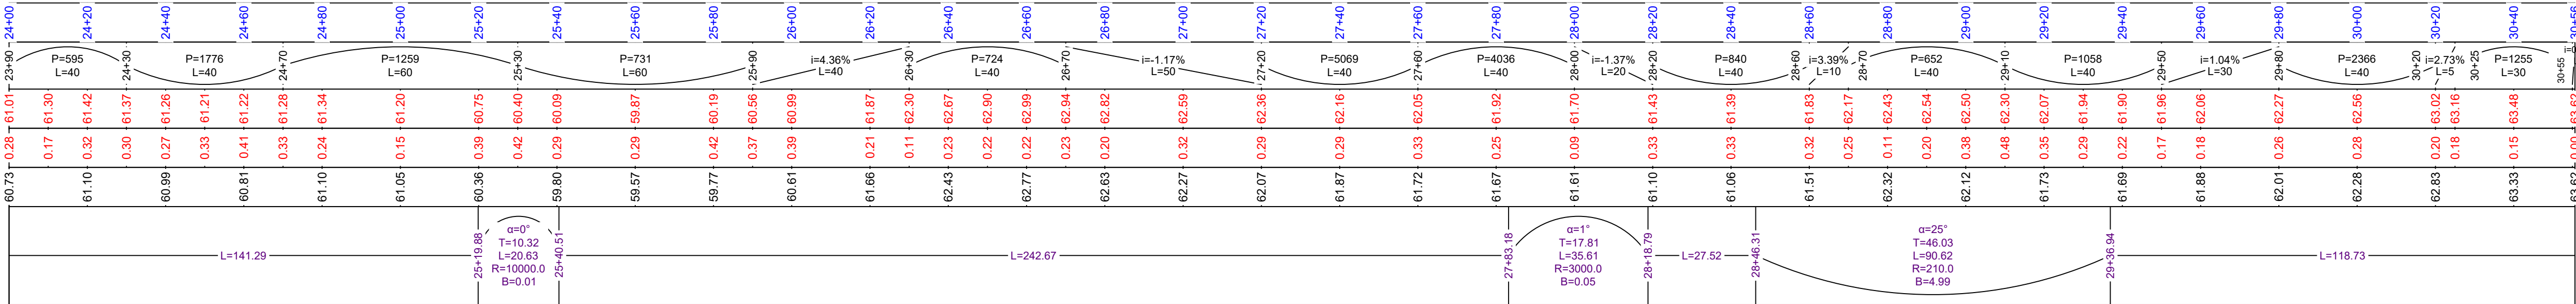 24+00 24+20 24+40 24+60 24+80 25+00 25+20 25+40 25+60 25+80 26+00 26+20 26+40 26+60 26+80 27+00 27+20 27+40 27+60 27+80 28+00 28+20 28+40 28+60 28+80 29+00 29+20 29+40 29+60 29+80 30+00 30+20 30+40
23+90 P=595 24+30 P=1776 24+70 P=1259 25+30 P=731 25+90 i=4.36% 26+30 P=724 26+70 i=-1.17% 27+20 P=5069 27+60 P=4036 28+00 i=-1.37% 28+20 P=840 28+60 i=3.39% 28+70 P=652 29+10 P=1058 29+50 i=1.04% 29+80 P=2366 30+20 i=2.73% 30+25 P=1255 30+55
L=40 L=40 L=60 L=60 L=40 L=40 L=50 L=40 L=40 L=20 L=40 L=10 L=40 L=40 L=30 L=40 L=5 L=30
61.01 61.30 61.42 61.37 61.26 61.21 61.22 61.28 61.34 61.20 60.75 60.40 60.09 59.87 60.19 60.56 60.99 61.87 62.30 62.67 62.90 62.99 62.94 62.82 62.59 62.36 62.16 62.05 61.92 61.70 61.43 61.39 61.83 62.17 62.43 62.54 62.50 62.30 62.07 61.94 61.90 61.96 62.06 62.27 62.56 63.02 63.16 63.48 63.62
0.28 0.17 0.32 0.30 0.27 0.33 0.41 0.33 0.24 0.15 0.39 0.42 0.29 0.29 0.42 0.37 0.39 0.21 0.11 0.23 0.22 0.22 0.23 0.20 0.32 0.29 0.29 0.33 0.25 0.09 0.33 0.33 0.32 0.25 0.11 0.20 0.38 0.48 0.35 0.29 0.22 0.17 0.18 0.26 0.28 0.20 0.18 0.15 0.00
60.73 61.10 60.99 60.81 61.10 61.05 60.36 59.80 59.57 59.77 60.61 61.66 62.43 62.77 62.63 62.27 62.07 61.87 61.72 61.67 61.61 61.10 61.06 61.51 62.32 62.12 61.73 61.69 61.88 62.01 62.28 62.83 63.33 63.62
L=141.29
25+19.88
α=0°
T=10.32
L=20.63
R=10000.0
B=0.01
25+40.51
L=242.67
27+83.18
α=1°
T=17.81
L=35.61
R=3000.0
B=0.05
28+18.79
L=27.52
28+46.31
α=25°
T=46.03
L=90.62
R=210.0
B=4.99
29+36.94
L=118.73